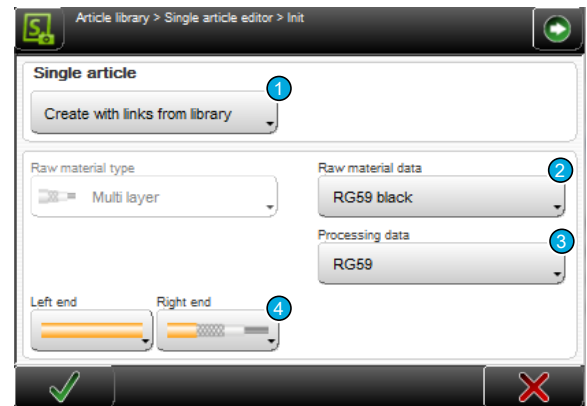 Article library > Single article editor > Init
Single article
1
Create with links from library
Raw material type
Raw material data
2
Multi layer
RG59 black
Processing data
3
RG59
Left end
Right end
4